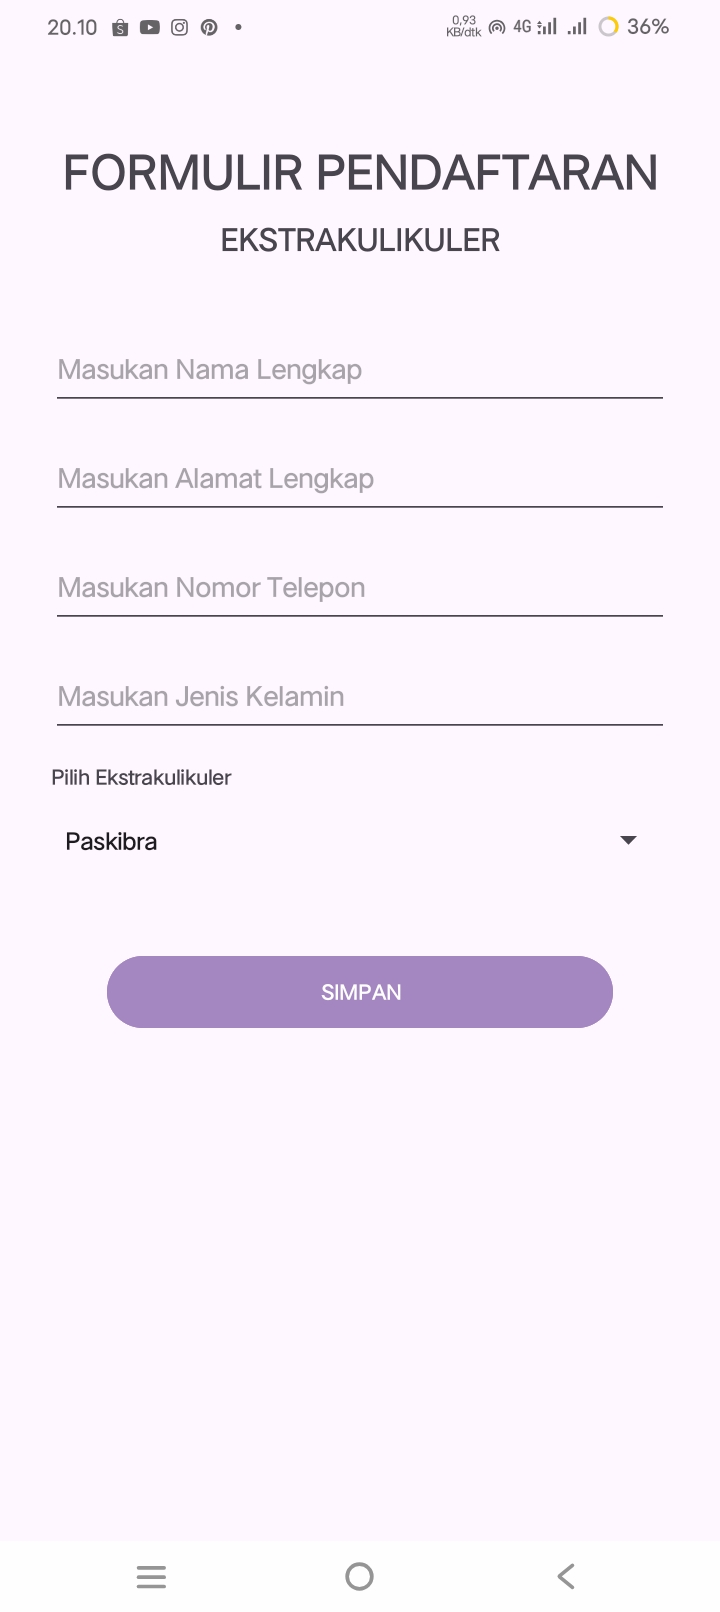 20.10
0,93
KB/dtk
4G
36%
FORMULIR PENDAFTARAN
EKSTRAKULIKULER
Masukan Nama Lengkap
Masukan Alamat Lengkap
Masukan Nomor Telepon
Masukan Jenis Kelamin
Pilih Ekstrakulikuler
Paskibra
SIMPAN